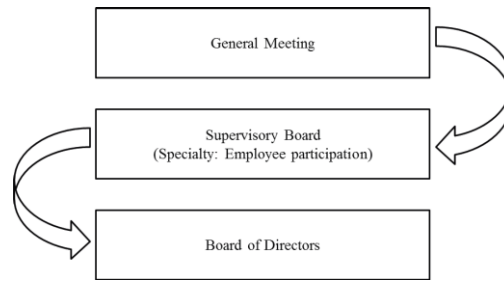 General Meeting
Supervisory Board
(Specialty: Employee participation)
Board of Directors